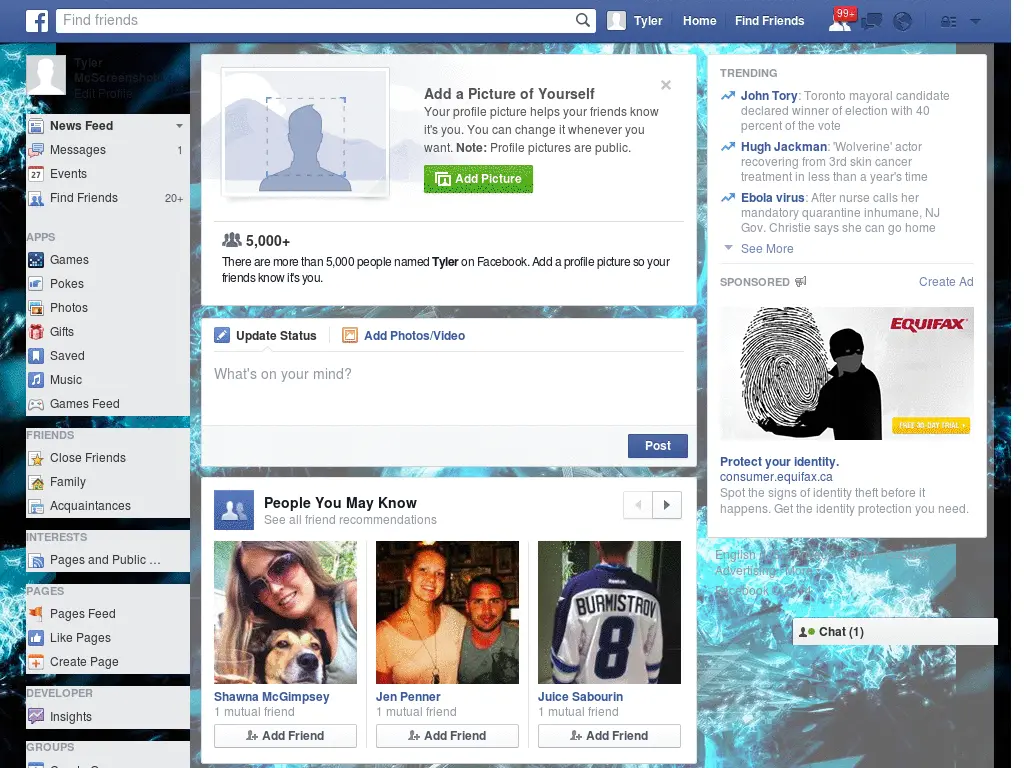 Find friends
Tyler
Home
Find Friends
99+
Tyler
McScreenshot
Edit Profile
News Feed
Messages 1
Events
Find Friends 20+
APPS
Games
Pokes
Photos
Gifts
Saved
Music
Games Feed
FRIENDS
Close Friends
Family
Acquaintances
INTERESTS
Pages and Public ...
PAGES
Pages Feed
Like Pages
Create Page
DEVELOPER
Insights
GROUPS
Add a Picture of Yourself
Your profile picture helps your friends know
it's you. You can change it whenever you
want. Note: Profile pictures are public.
Add Picture
5,000+
There are more than 5,000 people named Tyler on Facebook. Add a profile picture so your
friends know it's you.
Update Status
Add Photos/Video
What's on your mind?
Post
People You May Know
See all friend recommendations
BURMISTROV
8
Shawna McGimpsey
1 mutual friend
Add Friend
Jen Penner
1 mutual friend
Add Friend
Juice Sabourin
1 mutual friend
Add Friend
TRENDING
John Tory: Toronto mayoral candidate
declared winner of election with 40
percent of the vote
Hugh Jackman: 'Wolverine' actor
recovering from 3rd skin cancer
treatment in less than a year's time
Ebola virus: After nurse calls her
mandatory quarantine inhumane, NJ
Gov. Christie says she can go home
See More
SPONSORED
Create Ad
EQUIFAX
FREE 30-DAY TRIAL
Protect your identity.
consumer.equifax.ca
Spot the signs of identity theft before it
happens. Get the identity protection you need.
English
Advertising · More
Facebook
Chat (1)